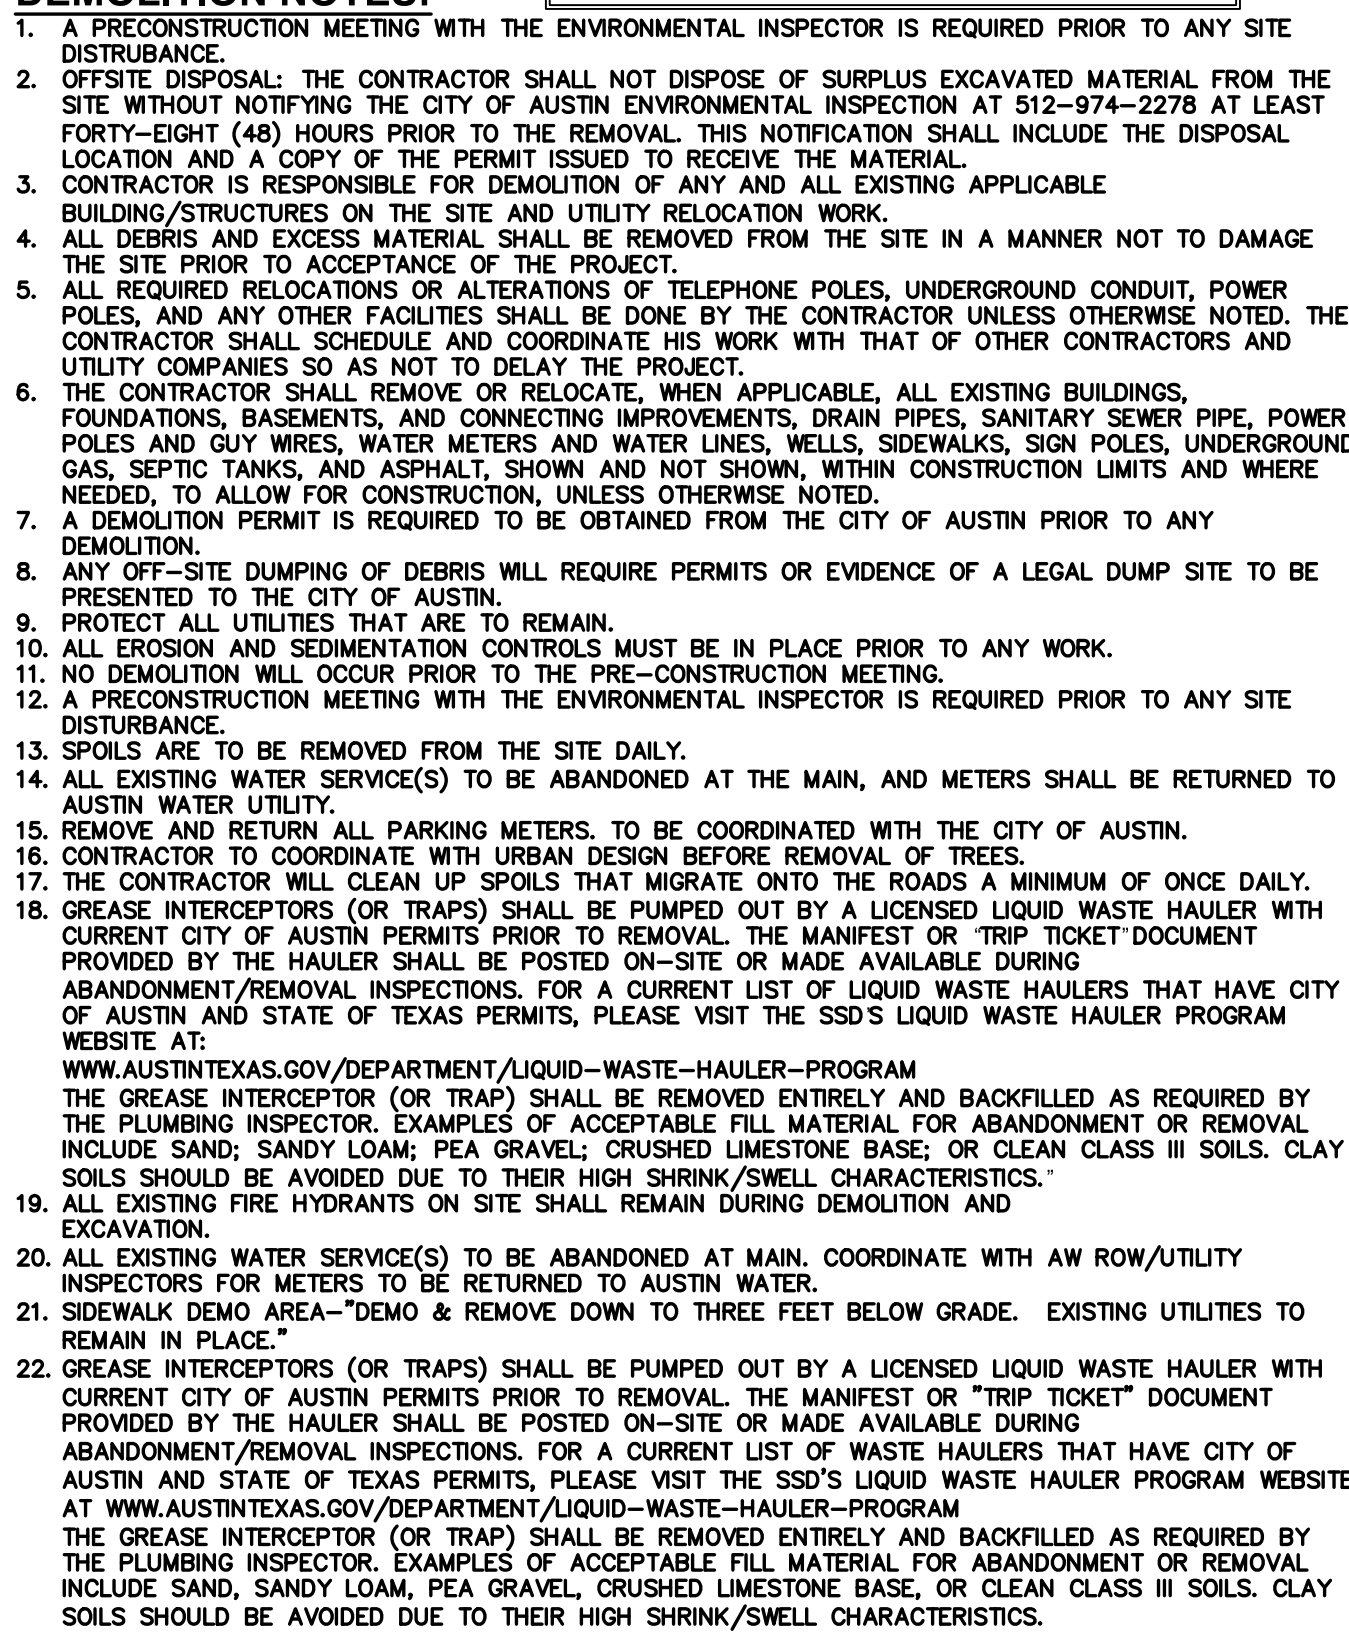 DEMOLITION NOTES:
1. A PRECONSTRUCTION MEETING WITH THE ENVIRONMENTAL INSPECTOR IS REQUIRED PRIOR TO ANY SITE
DISTRUBANCE.
2. OFFSITE DISPOSAL: THE CONTRACTOR SHALL NOT DISPOSE OF SURPLUS EXCAVATED MATERIAL FROM THE
SITE WITHOUT NOTIFYING THE CITY OF AUSTIN ENVIRONMENTAL INSPECTION AT 512-974-2278 AT LEAST
FORTY-EIGHT (48) HOURS PRIOR TO THE REMOVAL. THIS NOTIFICATION SHALL INCLUDE THE DISPOSAL
LOCATION AND A COPY OF THE PERMIT ISSUED TO RECEIVE THE MATERIAL.
3. CONTRACTOR IS RESPONSIBLE FOR DEMOLITION OF ANY AND ALL EXISTING APPLICABLE
BUILDING/STRUCTURES ON THE SITE AND UTILITY RELOCATION WORK.
4. ALL DEBRIS AND EXCESS MATERIAL SHALL BE REMOVED FROM THE SITE IN A MANNER NOT TO DAMAGE
THE SITE PRIOR TO ACCEPTANCE OF THE PROJECT.
5. ALL REQUIRED RELOCATIONS OR ALTERATIONS OF TELEPHONE POLES, UNDERGROUND CONDUIT, POWER
POLES, AND ANY OTHER FACILITIES SHALL BE DONE BY THE CONTRACTOR UNLESS OTHERWISE NOTED. THE
CONTRACTOR SHALL SCHEDULE AND COORDINATE HIS WORK WITH THAT OF OTHER CONTRACTORS AND
UTILITY COMPANIES SO AS NOT TO DELAY THE PROJECT.
6. THE CONTRACTOR SHALL REMOVE OR RELOCATE, WHEN APPLICABLE, ALL EXISTING BUILDINGS,
FOUNDATIONS, BASEMENTS, AND CONNECTING IMPROVEMENTS, DRAIN PIPES, SANITARY SEWER PIPE, POWER
POLES AND GUY WIRES, WATER METERS AND WATER LINES, WELLS, SIDEWALKS, SIGN POLES, UNDERGROUND
GAS, SEPTIC TANKS, AND ASPHALT, SHOWN AND NOT SHOWN, WITHIN CONSTRUCTION LIMITS AND WHERE
NEEDED, TO ALLOW FOR CONSTRUCTION, UNLESS OTHERWISE NOTED.
7. A DEMOLITION PERMIT IS REQUIRED TO BE OBTAINED FROM THE CITY OF AUSTIN PRIOR TO ANY
DEMOLITION.
8. ANY OFF-SITE DUMPING OF DEBRIS WILL REQUIRE PERMITS OR EVIDENCE OF A LEGAL DUMP SITE TO BE
PRESENTED TO THE CITY OF AUSTIN.
9. PROTECT ALL UTILITIES THAT ARE TO REMAIN.
10. ALL EROSION AND SEDIMENTATION CONTROLS MUST BE IN PLACE PRIOR TO ANY WORK.
11. NO DEMOLITION WILL OCCUR PRIOR TO THE PRE-CONSTRUCTION MEETING.
12. A PRECONSTRUCTION MEETING WITH THE ENVIRONMENTAL INSPECTOR IS REQUIRED PRIOR TO ANY SITE
DISTURBANCE.
13. SPOILS ARE TO BE REMOVED FROM THE SITE DAILY.
14. ALL EXISTING WATER SERVICE(S) TO BE ABANDONED AT THE MAIN, AND METERS SHALL BE RETURNED TO
AUSTIN WATER UTILITY.
15. REMOVE AND RETURN ALL PARKING METERS. TO BE COORDINATED WITH THE CITY OF AUSTIN.
16. CONTRACTOR TO COORDINATE WITH URBAN DESIGN BEFORE REMOVAL OF TREES.
17. THE CONTRACTOR WILL CLEAN UP SPOILS THAT MIGRATE ONTO THE ROADS A MINIMUM OF ONCE DAILY.
18. GREASE INTERCEPTORS (OR TRAPS) SHALL BE PUMPED OUT BY A LICENSED LIQUID WASTE HAULER WITH
CURRENT CITY OF AUSTIN PERMITS PRIOR TO REMOVAL. THE MANIFEST OR “TRIP TICKET” DOCUMENT
PROVIDED BY THE HAULER SHALL BE POSTED ON-SITE OR MADE AVAILABLE DURING
ABANDONMENT/REMOVAL INSPECTIONS. FOR A CURRENT LIST OF LIQUID WASTE HAULERS THAT HAVE CITY
OF AUSTIN AND STATE OF TEXAS PERMITS, PLEASE VISIT THE SSD'S LIQUID WASTE HAULER PROGRAM
WEBSITE AT:
WWW.AUSTINTEXAS.GOV/DEPARTMENT/LIQUID-WASTE-HAULER-PROGRAM
THE GREASE INTERCEPTOR (OR TRAP) SHALL BE REMOVED ENTIRELY AND BACKFILLED AS REQUIRED BY
THE PLUMBING INSPECTOR. EXAMPLES OF ACCEPTABLE FILL MATERIAL FOR ABANDONMENT OR REMOVAL
INCLUDE SAND; SANDY LOAM; PEA GRAVEL; CRUSHED LIMESTONE BASE; OR CLEAN CLASS III SOILS. CLAY
SOILS SHOULD BE AVOIDED DUE TO THEIR HIGH SHRINK/SWELL CHARACTERISTICS.”
19. ALL EXISTING FIRE HYDRANTS ON SITE SHALL REMAIN DURING DEMOLITION AND
EXCAVATION.
20. ALL EXISTING WATER SERVICE(S) TO BE ABANDONED AT MAIN. COORDINATE WITH AW ROW/UTILITY
INSPECTORS FOR METERS TO BE RETURNED TO AUSTIN WATER.
21. SIDEWALK DEMO AREA-"DEMO & REMOVE DOWN TO THREE FEET BELOW GRADE. EXISTING UTILITIES TO
REMAIN IN PLACE."
22. GREASE INTERCEPTORS (OR TRAPS) SHALL BE PUMPED OUT BY A LICENSED LIQUID WASTE HAULER WITH
CURRENT CITY OF AUSTIN PERMITS PRIOR TO REMOVAL. THE MANIFEST OR "TRIP TICKET" DOCUMENT
PROVIDED BY THE HAULER SHALL BE POSTED ON-SITE OR MADE AVAILABLE DURING
ABANDONMENT/REMOVAL INSPECTIONS. FOR A CURRENT LIST OF WASTE HAULERS THAT HAVE CITY OF
AUSTIN AND STATE OF TEXAS PERMITS, PLEASE VISIT THE SSD'S LIQUID WASTE HAULER PROGRAM WEBSITE
AT WWW.AUSTINTEXAS.GOV/DEPARTMENT/LIQUID-WASTE-HAULER-PROGRAM
THE GREASE INTERCEPTOR (OR TRAP) SHALL BE REMOVED ENTIRELY AND BACKFILLED AS REQUIRED BY
THE PLUMBING INSPECTOR. EXAMPLES OF ACCEPTABLE FILL MATERIAL FOR ABANDONMENT OR REMOVAL
INCLUDE SAND, SANDY LOAM, PEA GRAVEL, CRUSHED LIMESTONE BASE, OR CLEAN CLASS III SOILS. CLAY
SOILS SHOULD BE AVOIDED DUE TO THEIR HIGH SHRINK/SWELL CHARACTERISTICS.